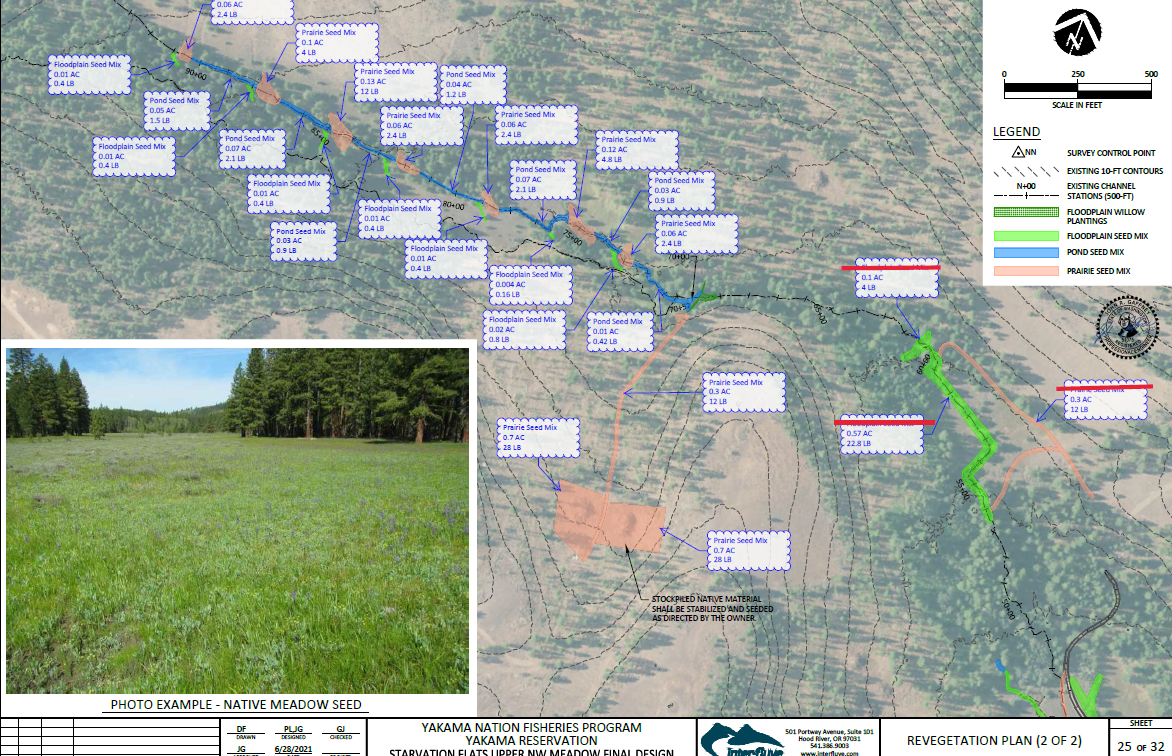 0.06 AC
2.4 LB
Prairie Seed Mix
0.1 AC
4 LB
Floodplain Seed Mix
0.01 AC
0.4 LB
90+00
Prairie Seed Mix
0.13 AC
12 LB
Pond Seed Mix
0.04 AC
1.2 LB
Pond Seed Mix
0.05 AC
1.5 LB
Prairie Seed Mix
0.06 AC
2.4 LB
Prairie Seed Mix
0.06 AC
2.4 LB
Floodplain Seed Mix
0.01 AC
0.4 LB
Pond Seed Mix
0.07 AC
2.1 LB
85+00
Prairie Seed Mix
0.12 AC
4.8 LB
Floodplain Seed Mix
0.01 AC
0.4 LB
Pond Seed Mix
0.07 AC
2.1 LB
Pond Seed Mix
0.03 AC
0.9 LB
Floodplain Seed Mix
0.01 AC
0.4 LB
80+00
Pond Seed Mix
0.03 AC
0.9 LB
Floodplain Seed Mix
0.01 AC
0.4 LB
75+00
Prairie Seed Mix
0.06 AC
2.4 LB
70+00
Floodplain Seed Mix
0.004 AC
0.16 LB
Floodplain Seed Mix
0.02 AC
0.8 LB
Pond Seed Mix
0.01 AC
0.42 LB
65+00
0.1 AC
4 LB
60+00
Prairie Seed Mix
0.3 AC
12 LB
0.3 AC
12 LB
Prairie Seed Mix
0.7 AC
28 LB
0.57 AC
22.8 LB
55+00
Prairie Seed Mix
0.7 AC
28 LB
STOCKPILED NATIVE MATERIAL
SHALL BE STABILIZED AND SEEDED
AS DIRECTED BY THE OWNER.
N
0 250 500
SCALE IN FEET
LEGEND
NN SURVEY CONTROL POINT
EXISTING 10-FT CONTOURS
N+00 EXISTING CHANNEL
STATIONS (500-FT)
FLOODPLAIN WILLOW
PLANTINGS
FLOODPLAIN SEED MIX
POND SEED MIX
PRAIRIE SEED MIX
PHOTO EXAMPLE - NATIVE MEADOW SEED
DF PLJG GJ
DRAWN DESIGNED CHECKED
JG 6/28/2021
YAKAMA NATION FISHERIES PROGRAM
YAKAMA RESERVATION
STARVATION FLATS UPPER NW MEADOW FINAL DESIGN
interfluve
501 Portway Avenue, Suite 101
Hood River, OR 97031
541.386.9003
www.interfluve.com
REVEGETATION PLAN (2 OF 2)
SHEET
25 OF 32